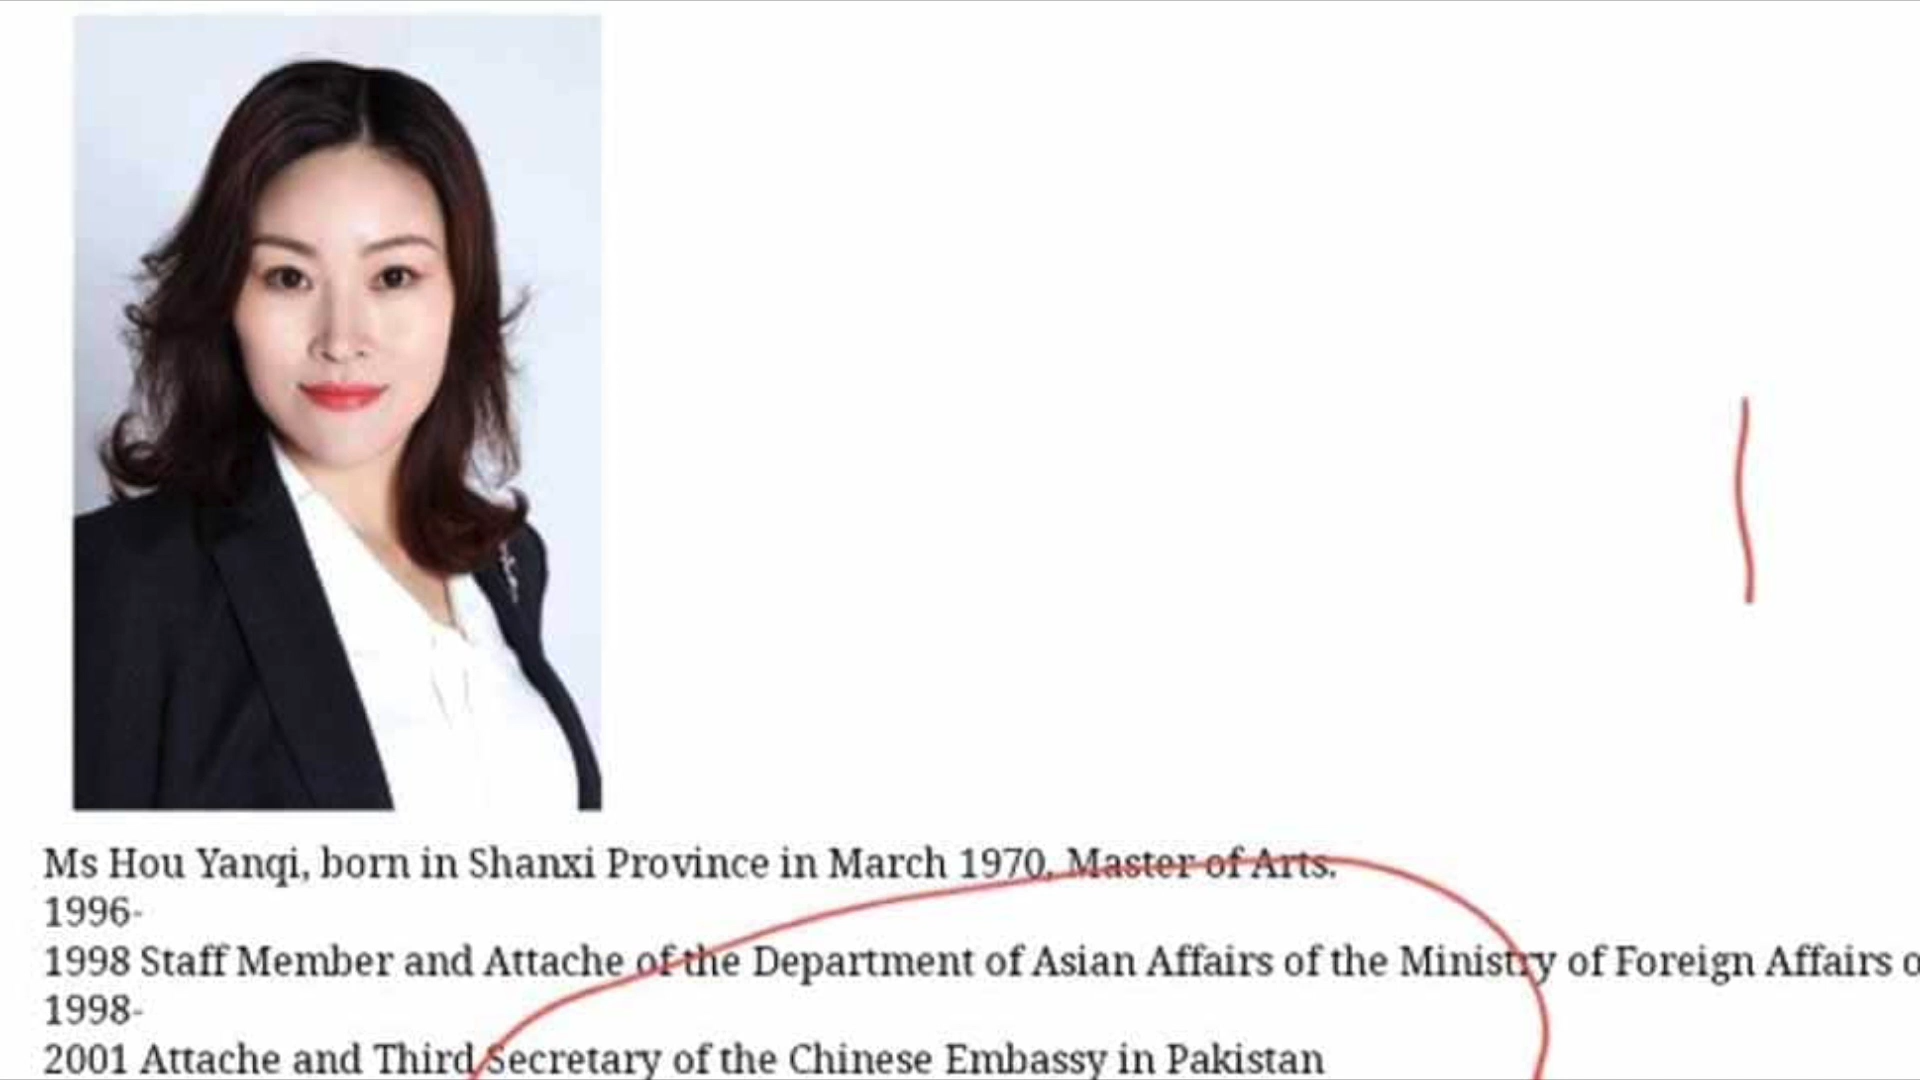 Ms Hou Yanqi, born in Shanxi Province in March 1970, Master of Arts.
1996-
1998 Staff Member and Attache of the Department of Asian Affairs of the Ministry of Foreign Affairs
1998-
2001 Attache and Third Secretary of the Chinese Embassy in Pakistan